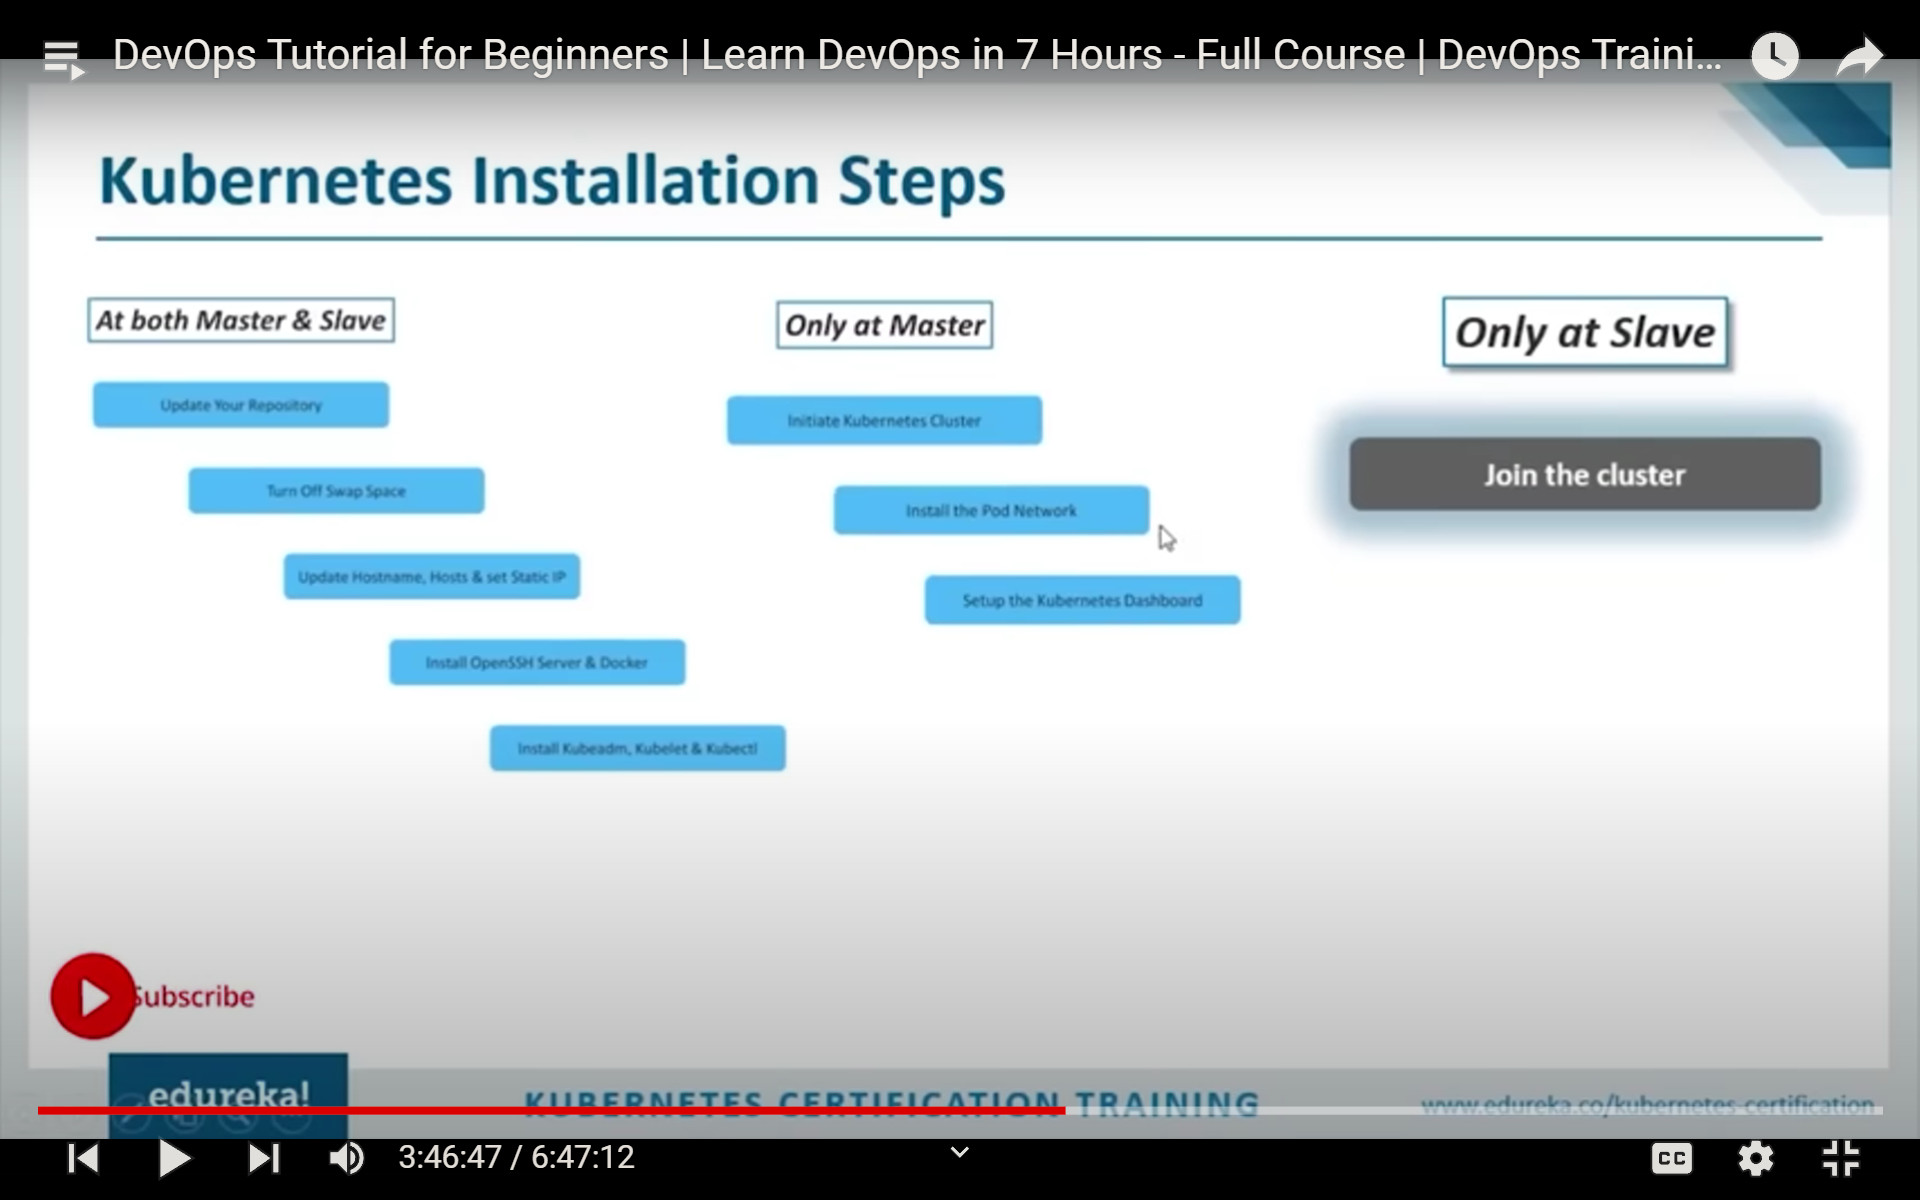 DevOps Tutorial for Beginners | Learn DevOps in 7 Hours - Full Course | DevOps Traini...
Kubernetes Installation Steps
At both Master & Slave
Update Your Repository
Turn Off Swap Space
Update Hostname, Hosts & set Static IP
Install OpenSSH Server & Docker
Install Kubeadm, Kubelet & Kubectl
Only at Master
Initiate Kubernetes Cluster
Install the Pod Network
Setup the Kubernetes Dashboard
Only at Slave
Join the cluster
Subscribe
edureka!
KUBERNETES CERTIFICATION TRAINING
www.edureka.co/kubernetes-certification
3:46:47 / 6:47:12
CC